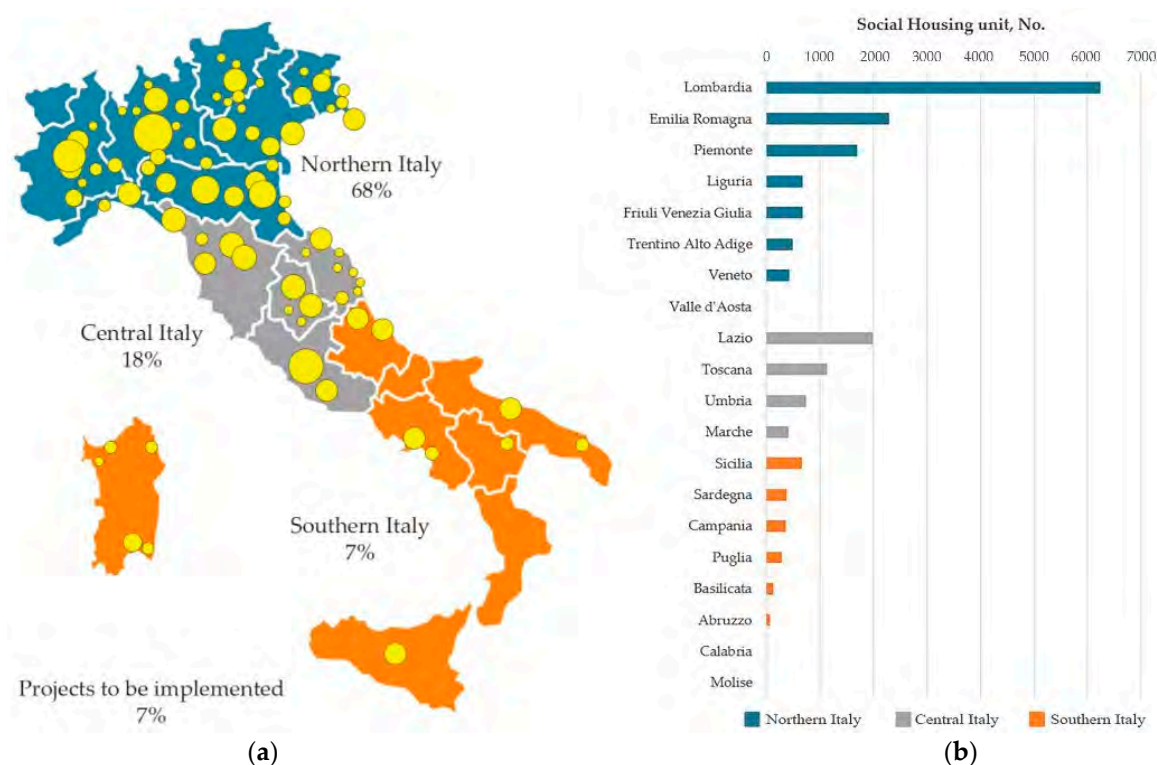 Northern Italy
68%
Central Italy
18%
Southern Italy
7%
Projects to be implemented
7%
(a)
Social Housing unit, No.
0 1000 2000 3000 4000 5000 6000 7000
Lombardia
Emilia Romagna
Piemonte
Liguria
Friuli Venezia Giulia
Trentino Alto Adige
Veneto
Valle d'Aosta
Lazio
Toscana
Umbria
Marche
Sicilia
Sardegna
Campania
Puglia
Basilicata
Abruzzo
Calabria
Molise
Northern Italy Central Italy Southern Italy
(b)